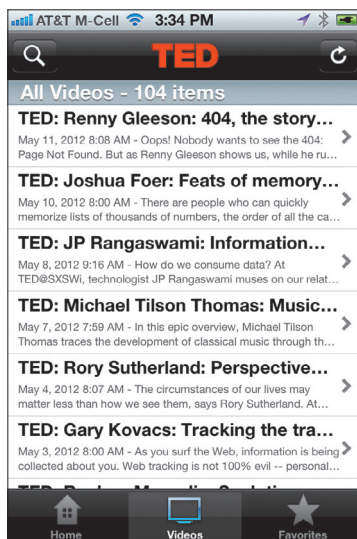 AT&T M-Cell 3:34 PM
TED
All Videos - 104 items
TED: Renny Gleeson: 404, the story...
May 11, 2012 8:08 AM - Oops! Nobody wants to see the 404:
Page Not Found. But as Renny Gleeson shows us, while he ru...
TED: Joshua Foer: Feats of memory...
May 10, 2012 8:00 AM - There are people who can quickly
memorize lists of thousands of numbers, the order of all the ca...
TED: JP Rangaswami: Information...
May 8, 2012 9:16 AM - How do we consume data? At
TED@SXSWi, technologist JP Rangaswami muses on our relat...
TED: Michael Tilson Thomas: Music...
May 7, 2012 7:59 AM - In this epic overview, Michael Tilson
Thomas traces the development of classical music through th...
TED: Rory Sutherland: Perspective...
May 4, 2012 8:07 AM - The circumstances of our lives may
matter less than how we see them, says Rory Sutherland. At...
TED: Gary Kovacs: Tracking the tra...
May 3, 2012 8:00 AM - As you surf the Web, information is being
collected about you. Web tracking is not 100% evil -- personal...
Home Videos Favorites